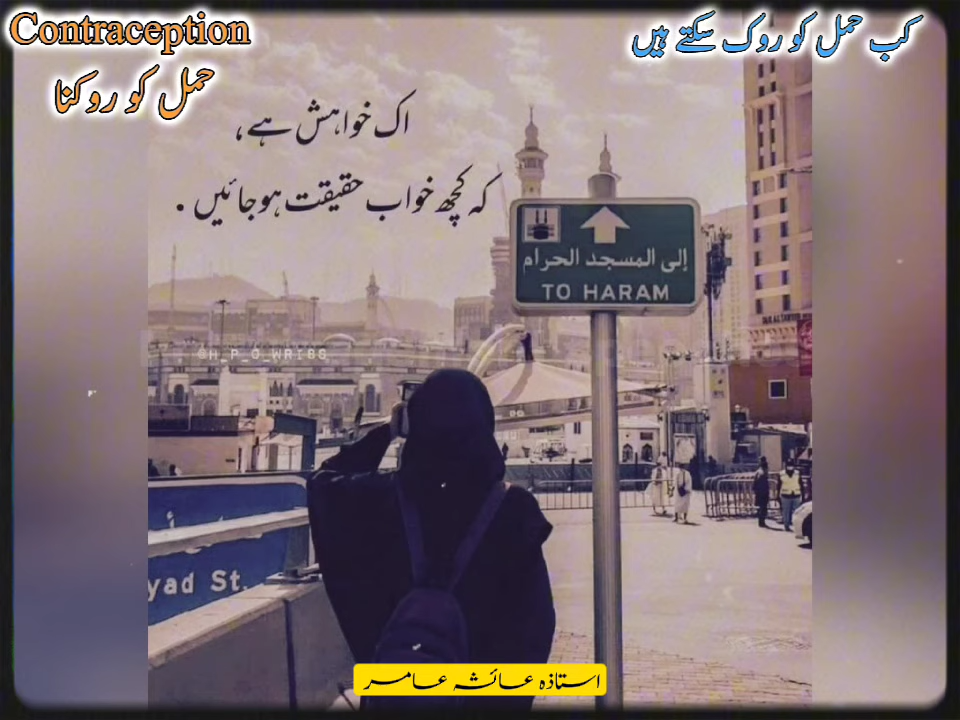 Contraception
حمل کو روکنا
کب حمل کو روک سکتے ہیں
اک خواہش ہے،
کہ کچھ خواب حقیقت ہوجائیں .
إلى المسجد الحرام
TO HARAM
@H_P_O_WRIBS
yad St.
استاذہ عائشہ عامر